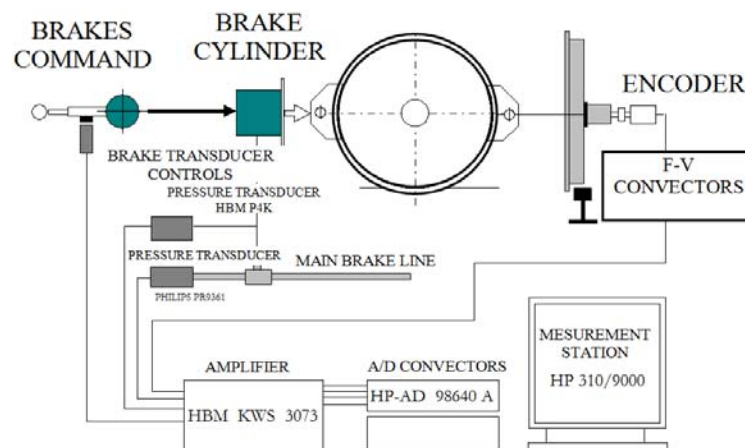 BRAKES
COMMAND
BRAKE
CYLINDER
ENCODER
BRAKE TRANSDUCER
CONTROLS
F-V
CONVECTORS
PRESSURE TRANSDUCER
HBM P4K
PRESSURE TRANSDUCER
MAIN BRAKE LINE
PHILIPS PR9361
MESUREMENT
STATION
HP 310/9000
AMPLIFIER
A/D CONVECTORS
HBM KWS 3073
HP-AD 98640 A